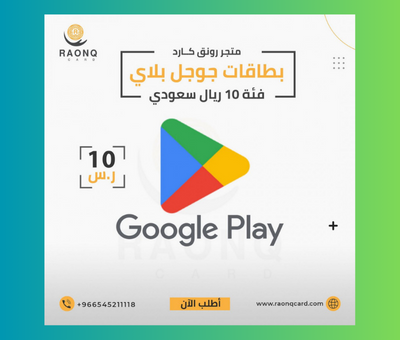 RAONQ
CARD
متجر رونق كارد
بطاقات جوجل بلاي
فئة 10 ريال سعودي
10
ر.س
Google Play
RAONQ
CARD
+966545211118
أطلب الآن
www.raonqcard.com